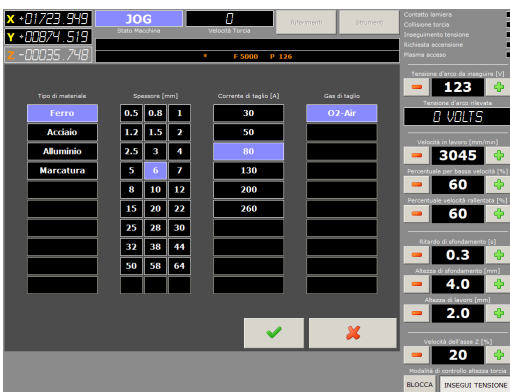 X +01723.949
JOG
0
Riferimenti
Strumenti
Stato Macchina
Velocità Torcia
Y +00874.519
Z -00035.748
* F 5000 P 126
Contatto lamiera
Collisione torcia
Inseguimento tensione
Richiesta accensione
Plasma acceso
Tipo di materiale
Spessore [mm]
Corrente di taglio [A]
Gas di taglio
Ferro
0.5 0.8 1
30
O2-Air
Acciaio
1.2 1.5 2
50
Alluminio
2.5 3 4
80
Marcatura
5 6 7
130
8 10 12
200
15 20 22
260
25 28 30
32 38 44
50 58 64
Tensione d'arco da inseguire [V]
123
Tensione d'arco rilevata
0 VOLTS
Velocità in lavoro [mm/min]
3045
Percentuale per bassa velocità [%]
60
Percentuale velocità rallentata [%]
60
Ritardo di sfondamento [s]
0.3
Altezza di sfondamento [mm]
4.0
Altezza di lavoro [mm]
2.0
Velocità dell'asse Z [%]
20
Modalità di controllo altezza torcia
BLOCCA
INSEGUI TENSIONE